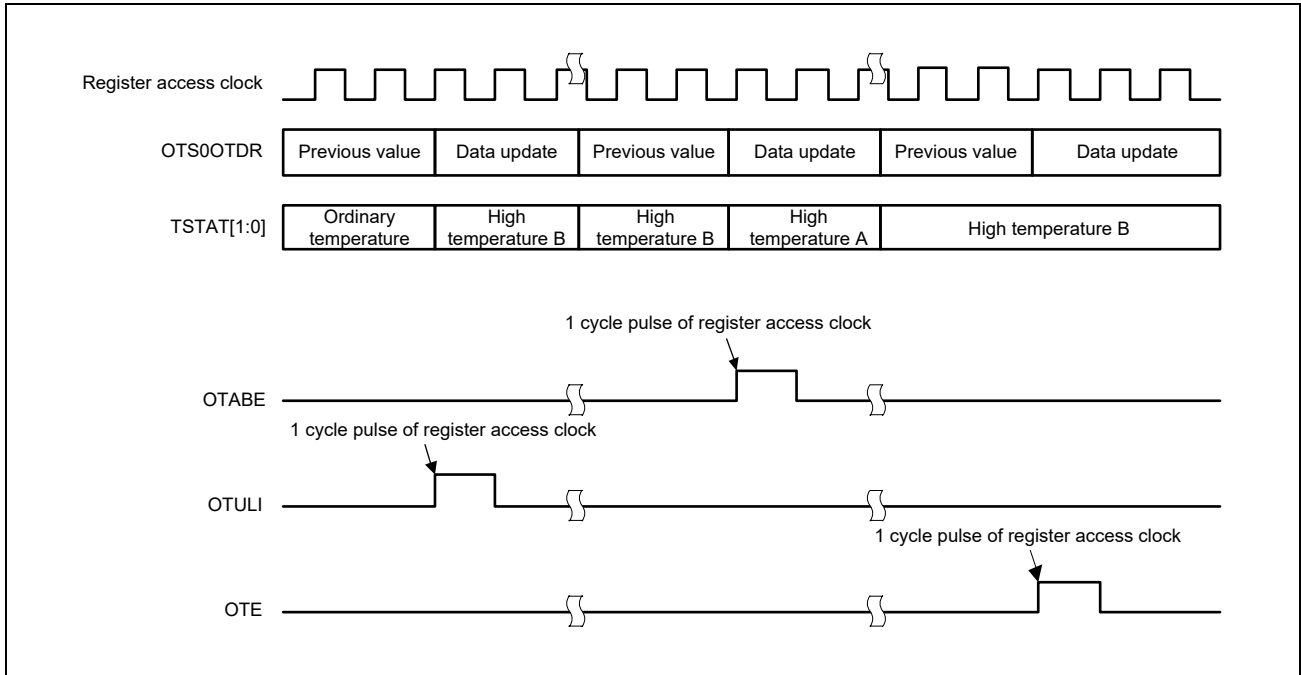 Register access clock
OTS0OTDR
Previous value
Data update
Previous value
Data update
Previous value
Data update
TSTAT[1:0]
Ordinary
temperature
High
temperature B
High
temperature B
High
temperature A
High temperature B
1 cycle pulse of register access clock
OTABE
1 cycle pulse of register access clock
OTULI
1 cycle pulse of register access clock
OTE